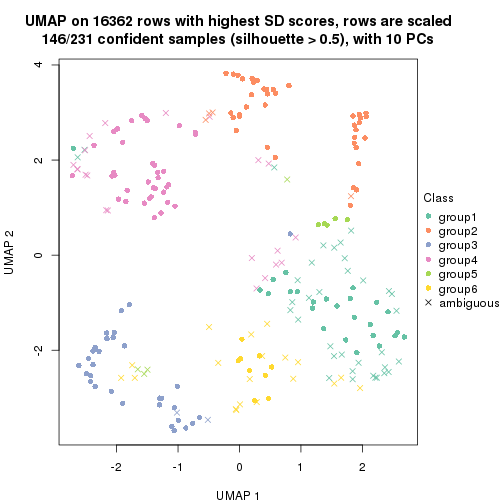 UMAP on 16362 rows with highest SD scores, rows are scaled
146/231 confident samples (silhouette > 0.5), with 10 PCs
4
2
0
-2
UMAP 2
-2
-1
0
1
2
UMAP 1
Class
group1
group2
group3
group4
group5
group6
ambiguous